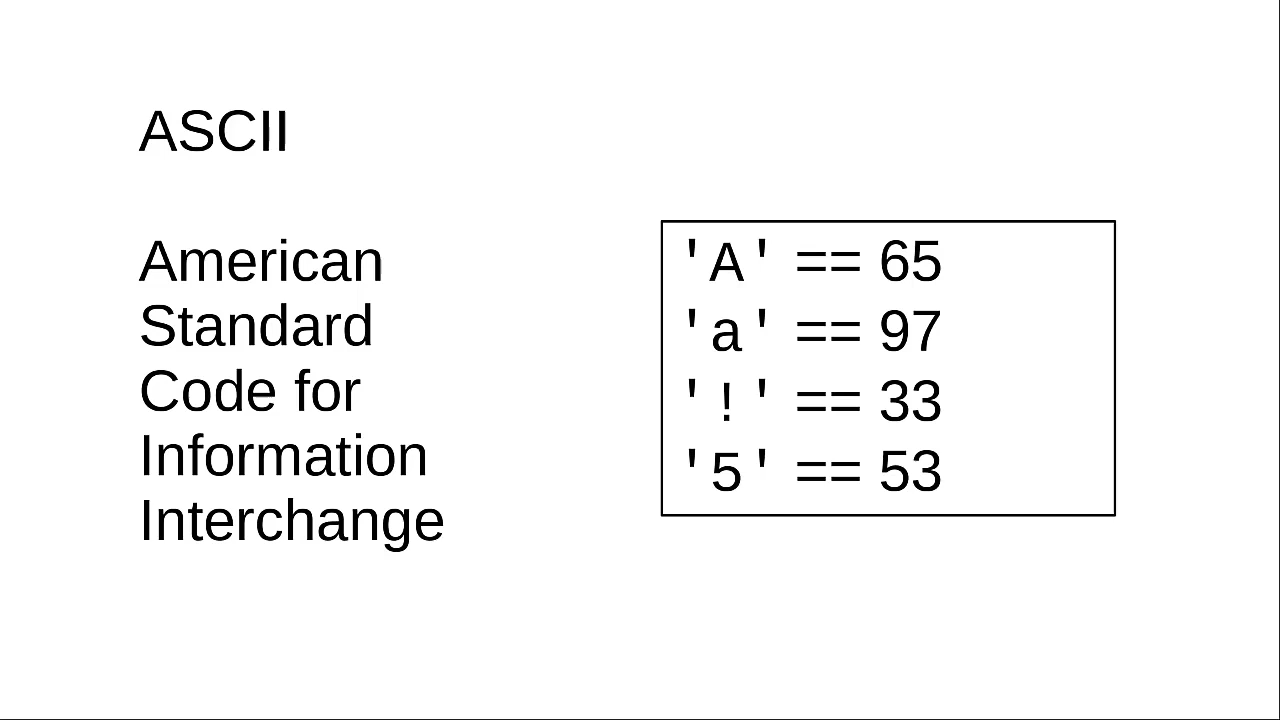 ASCII
American
Standard
Code for
Information
Interchange
'A' == 65
'a' == 97
'!' == 33
'5' == 53